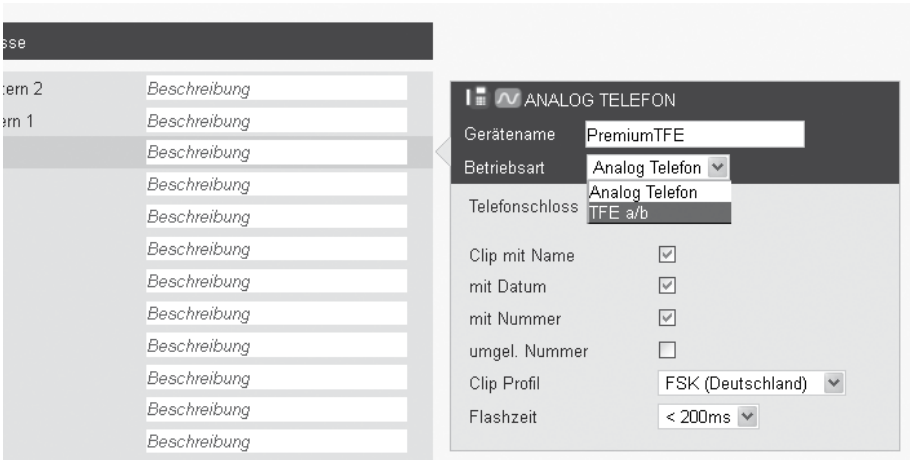 sse
tern 2 Beschreibung
ern 1 Beschreibung
Beschreibung
Beschreibung
Beschreibung
Beschreibung
Beschreibung
Beschreibung
Beschreibung
Beschreibung
Beschreibung
Beschreibung
ANALOG TELEFON
Gerätename PremiumTFE
Betriebsart Analog Telefon
Analog Telefon
Telefonschloss TFE a/b
Clip mit Name
mit Datum
mit Nummer
umgel. Nummer
Clip Profil FSK (Deutschland)
Flashzeit < 200ms